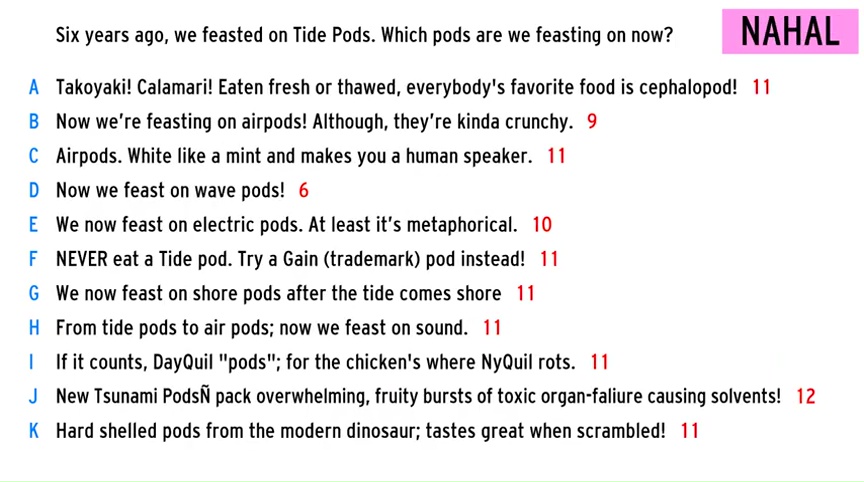 Six years ago, we feasted on Tide Pods. Which pods are we feasting on now?
NAHAL
A Takoyaki! Calamari! Eaten fresh or thawed, everybody's favorite food is cephalopod! 11
B Now we’re feasting on airpods! Although, they’re kinda crunchy. 9
C Airpods. White like a mint and makes you a human speaker. 11
D Now we feast on wave pods! 6
E We now feast on electric pods. At least it’s metaphorical. 10
F NEVER eat a Tide pod. Try a Gain (trademark) pod instead! 11
G We now feast on shore pods after the tide comes shore 11
H From tide pods to air pods; now we feast on sound. 11
I If it counts, DayQuil "pods"; for the chicken's where NyQuil rots. 11
J New Tsunami PodsÑ pack overwhelming, fruity bursts of toxic organ-faliure causing solvents! 12
K Hard shelled pods from the modern dinosaur; tastes great when scrambled! 11